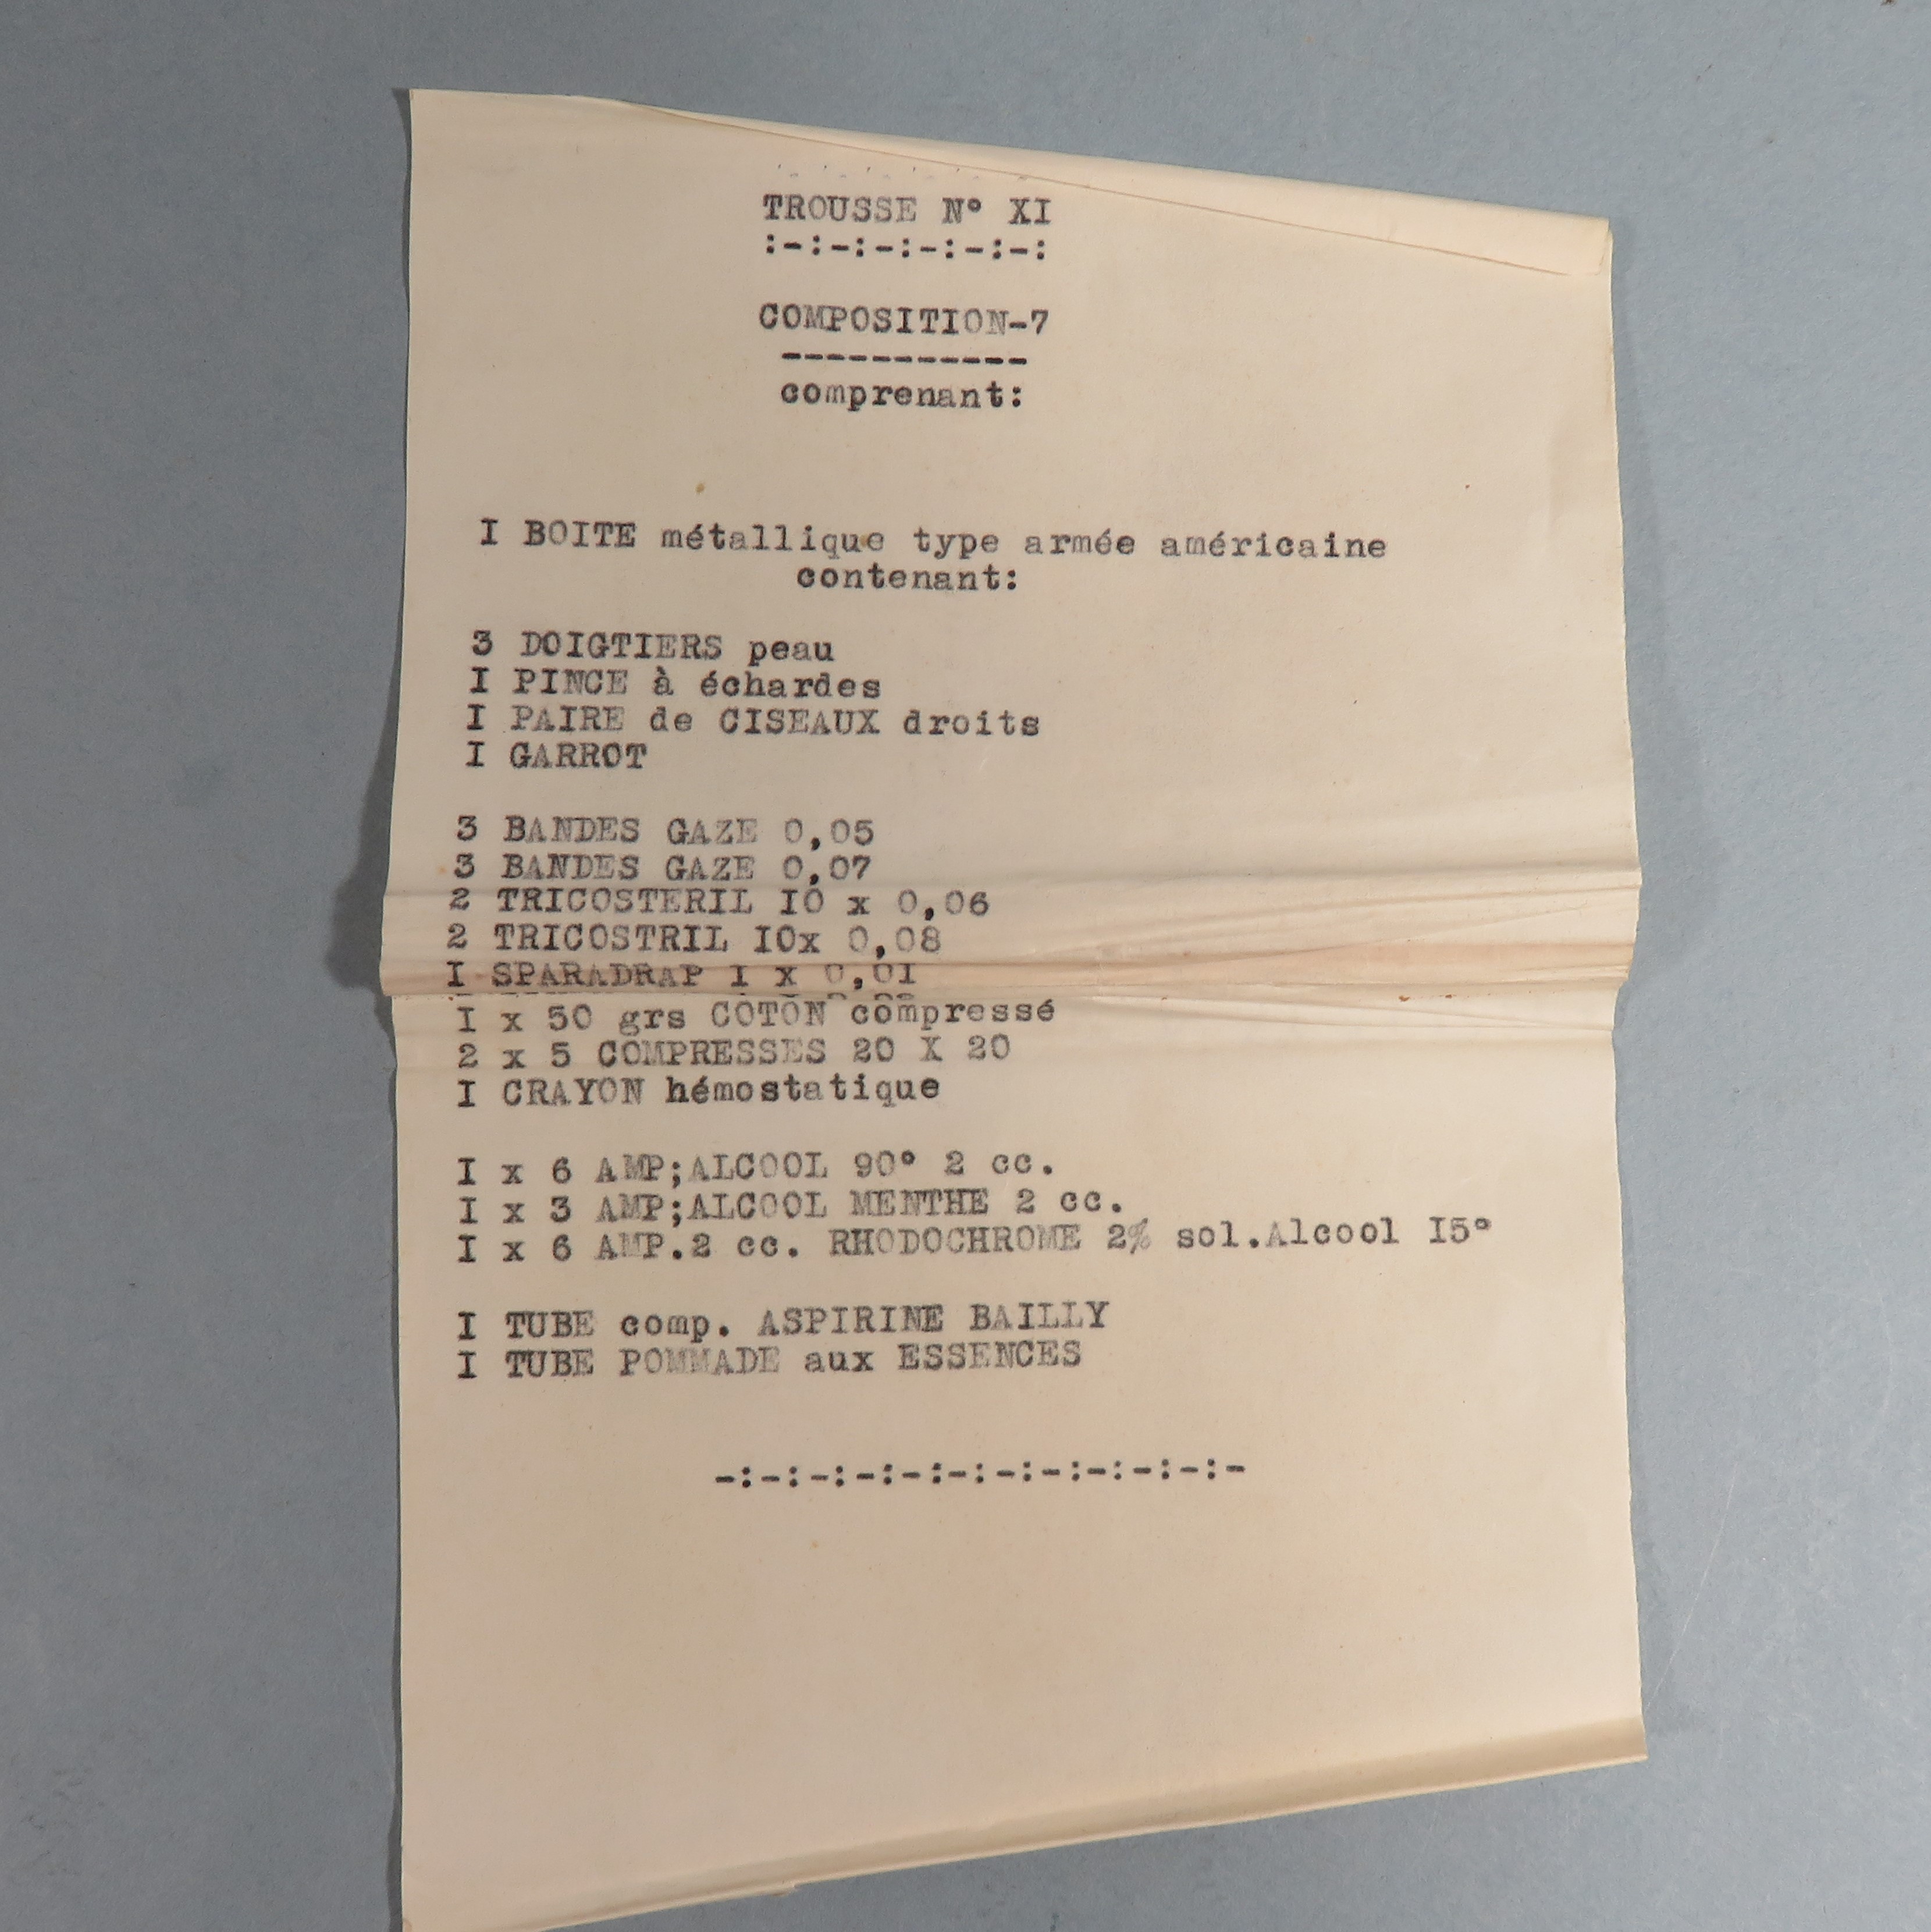 TROUSSE N° XI
:-:-:-:-:-:-:
COMPOSITION-7
-----------
comprenant:
I BOITE métallique type armée américaine
contenant:
3 DOIGTIERS peau
I PINCE à échardes
I PAIRE de CISEAUX droits
I GARROT
3 BANDES GAZE 0,05
3 BANDES GAZE 0,07
2 TRICOSTERIL IO x 0,06
2 TRICOSTRIL IOx 0,08
I SPARADRAP I x 0,OI
I x 50 grs COTON compressé
2 x 5 COMPRESSES 20 X 20
I CRAYON hémostatique
I x 6 AMP;ALCOOL 90° 2 cc.
I x 3 AMP;ALCOOL MENTHE 2 cc.
I x 6 AMP.2 cc. RHODOCHROME 2% sol.Alcool I5°
I TUBE comp. ASPIRINE BAILLY
I TUBE POMMADE aux ESSENCES
-:-:-:-:-:-:-:-:-:-:-:-